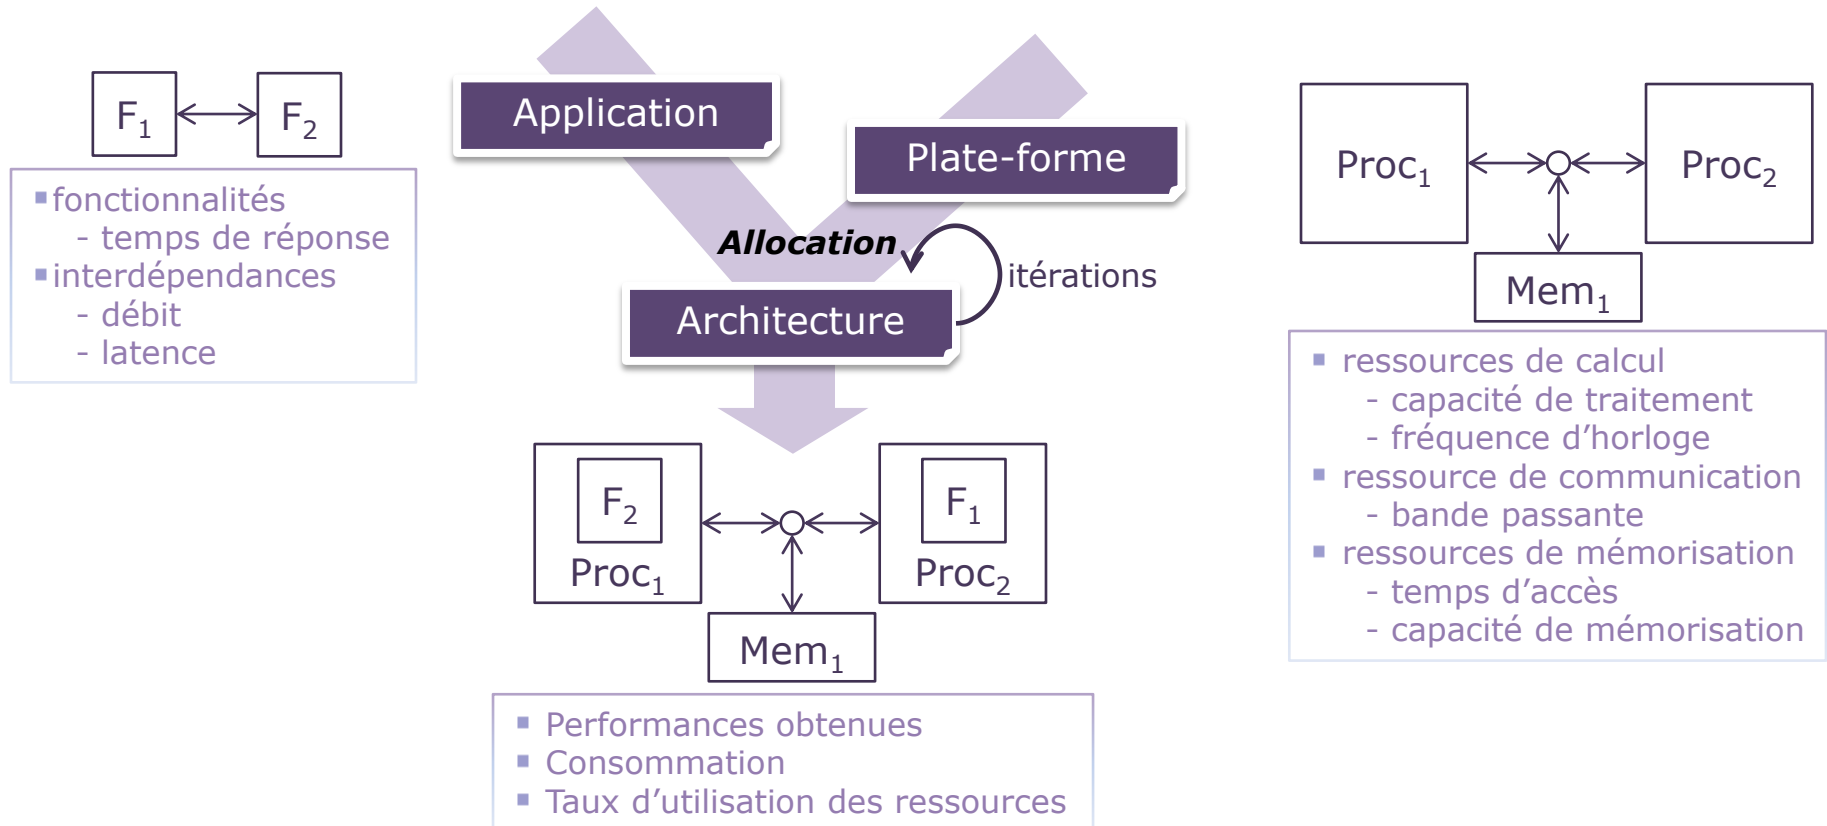 F1
F2
▪fonctionnalités
- temps de réponse
▪interdépendances
- débit
- latence
Application
Plate-forme
Allocation
itérations
Architecture
Proc1
Proc2
Mem1
▪ ressources de calcul
- capacité de traitement
- fréquence d’horloge
▪ ressource de communication
- bande passante
▪ ressources de mémorisation
- temps d’accès
- capacité de mémorisation
F2
F1
Proc1
Proc2
Mem1
▪ Performances obtenues
▪ Consommation
▪ Taux d’utilisation des ressources